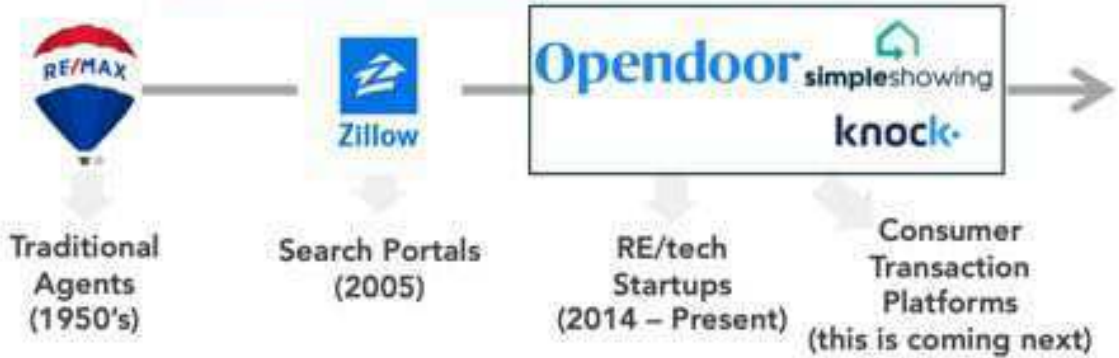 RE/MAX
Zillow
Opendoor
simpleshowing
knock
Traditional
Agents
(1950's)
Search Portals
(2005)
RE/tech
Startups
(2014 – Present)
Consumer
Transaction
Platforms
(this is coming next)